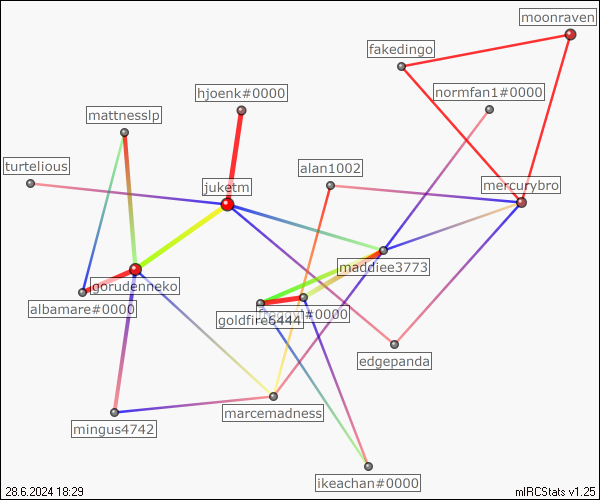 moonraven
fakedingo
hjoenk#0000
normfan1#0000
mattnesslp
turtelious
alan1002
juketm
mercurybro
maddiee3773
gorudenneko
albamare#0000
goldfire6444
#0000
edgepanda
marcemadness
mingus4742
ikeachan#0000
28.6.2024 18:29
mIRCStats v1.25